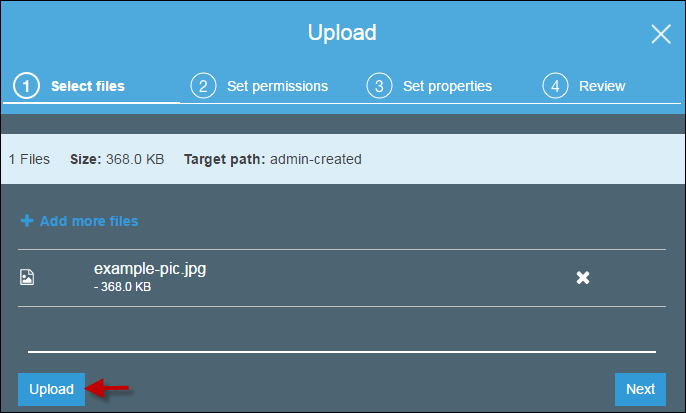 Upload
1 Select files 2 Set permissions 3 Set properties 4 Review
1 Files Size: 368.0 KB Target path: admin-created
Add more files
example-pic.jpg
- 368.0 KB
Upload Next